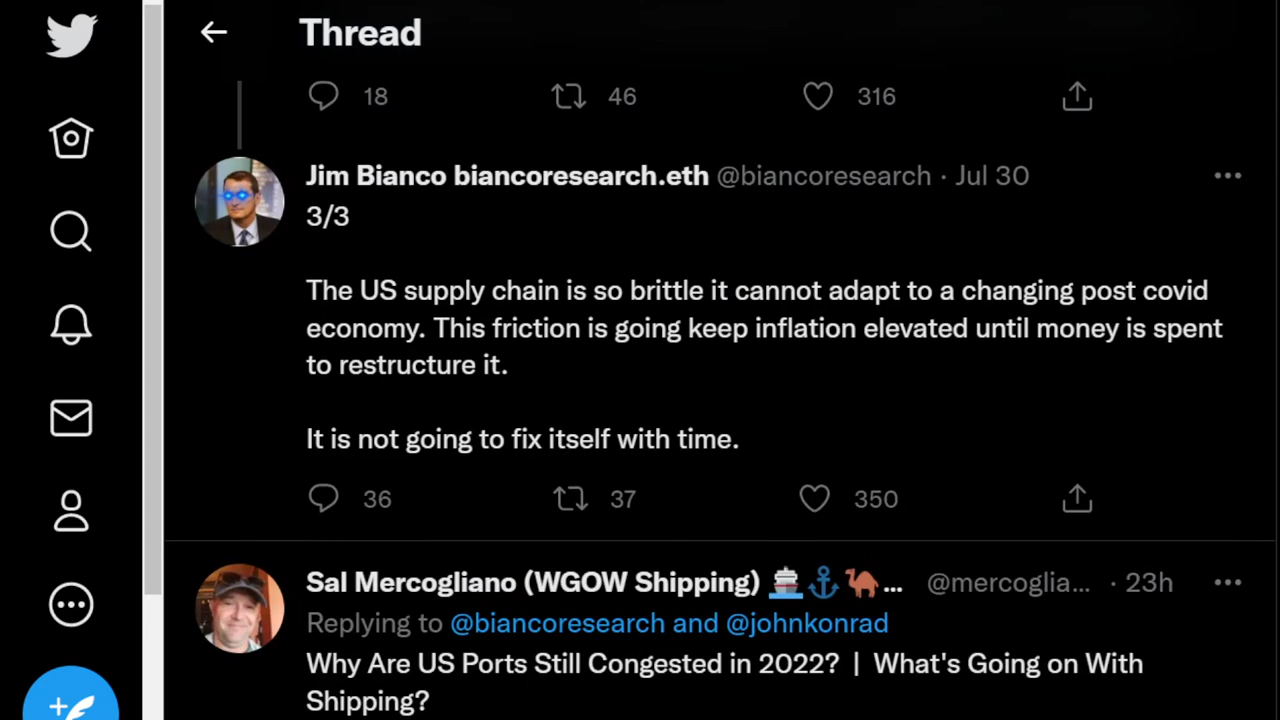 Thread
18 46 316
Jim Bianco biancoresearch.eth @biancoresearch · Jul 30
3/3
The US supply chain is so brittle it cannot adapt to a changing post covid
economy. This friction is going keep inflation elevated until money is spent
to restructure it.
It is not going to fix itself with time.
36 37 350
Sal Mercogliano (WGOW Shipping) 🚢⚓🐪... @mercoglia... · 23h
Replying to @biancoresearch and @johnkonrad
Why Are US Ports Still Congested in 2022? | What's Going on With
Shipping?